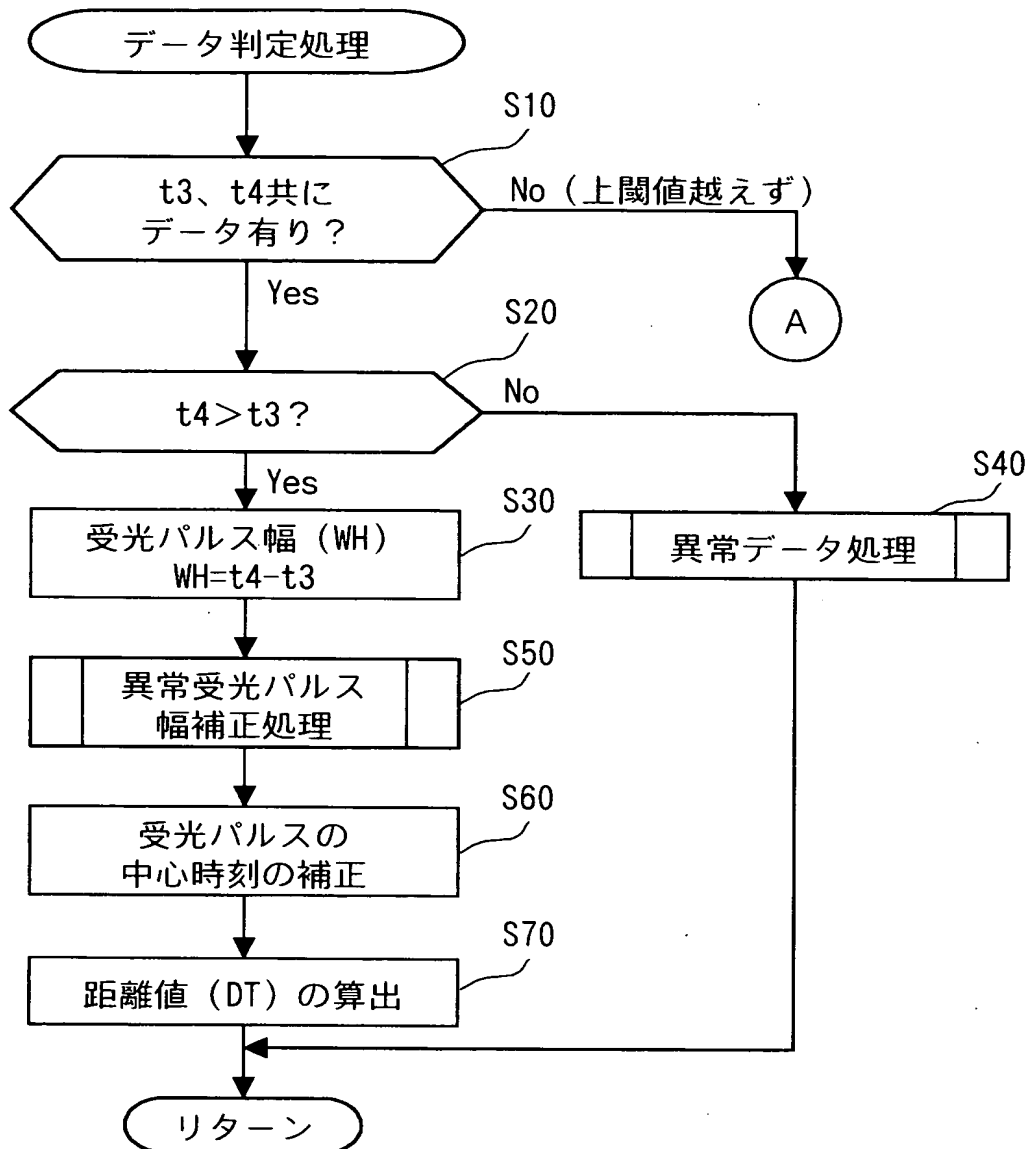 データ判定処理
S10
t3、t4共に
データ有り?
No (上閾値越えず)
A
Yes
S20
t4>t3?
No
Yes
S30
受光パルス幅 (WH)
WH=t4-t3
S40
異常データ処理
S50
異常受光パルス
幅補正処理
S60
受光パルスの
中心時刻の補正
S70
距離値 (DT) の算出
リターン